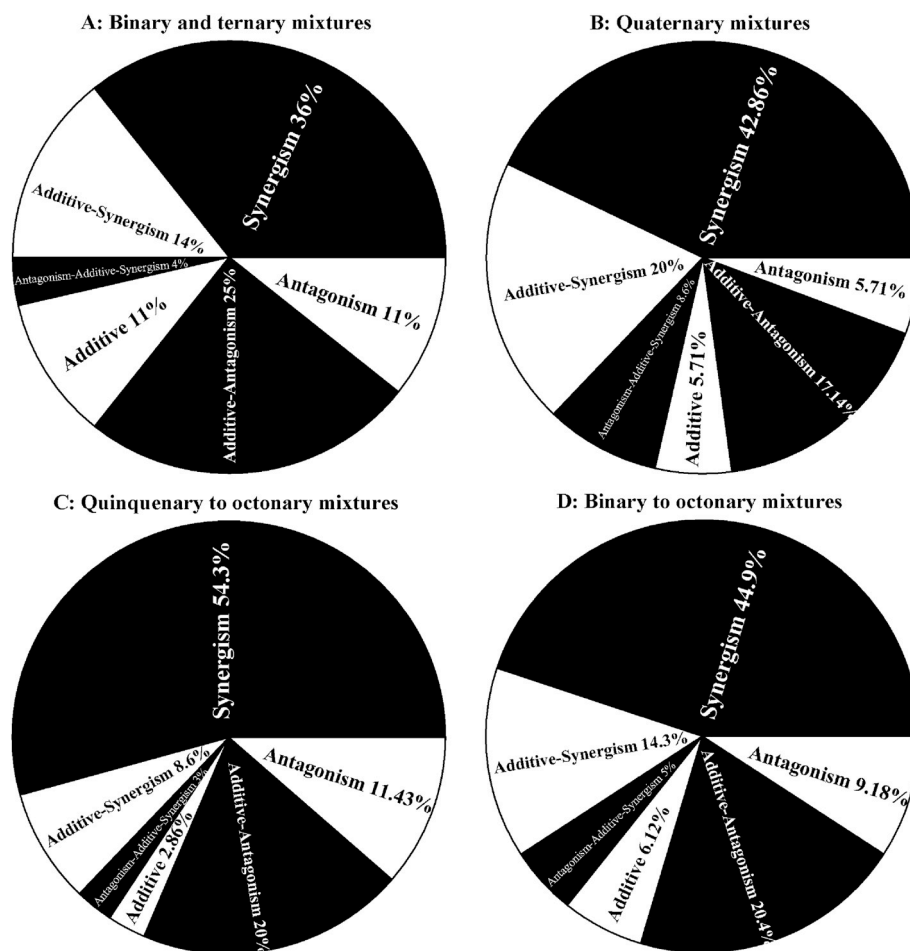 A: Binary and ternary mixtures
Synergism 36%
Additive-Synergism 14%
Antagonism-Additive-Synergism 4%
Additive 11%
Additive-Antagonism 25%
Antagonism 11%
B: Quaternary mixtures
Synergism 42.86%
Additive-Synergism 20%
Antagonism-Additive-Synergism 8.6%
Additive 5.71%
Additive-Antagonism 17.14%
Antagonism 5.71%
C: Quinquenary to octonary mixtures
Synergism 54.3%
Additive-Synergism 8.6%
Antagonism-Additive-Synergism 3%
Additive 2.86%
Additive-Antagonism 20%
Antagonism 11.43%
D: Binary to octonary mixtures
Synergism 44.9%
Additive-Synergism 14.3%
Antagonism-Additive-Synergism 5%
Additive 6.12%
Additive-Antagonism 20.4%
Antagonism 9.18%